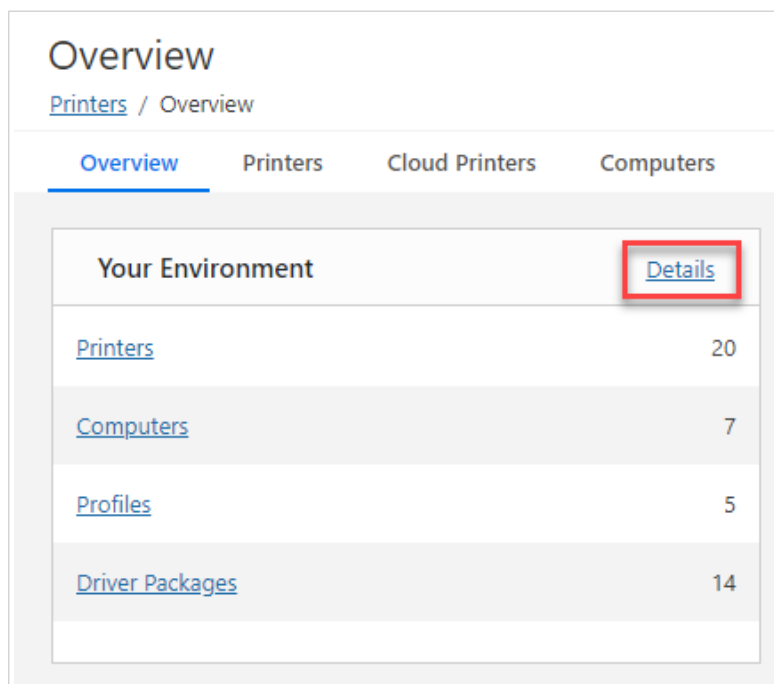 Overview
Printers / Overview
Overview Printers Cloud Printers Computers
Your Environment Details
Printers 20
Computers 7
Profiles 5
Driver Packages 14